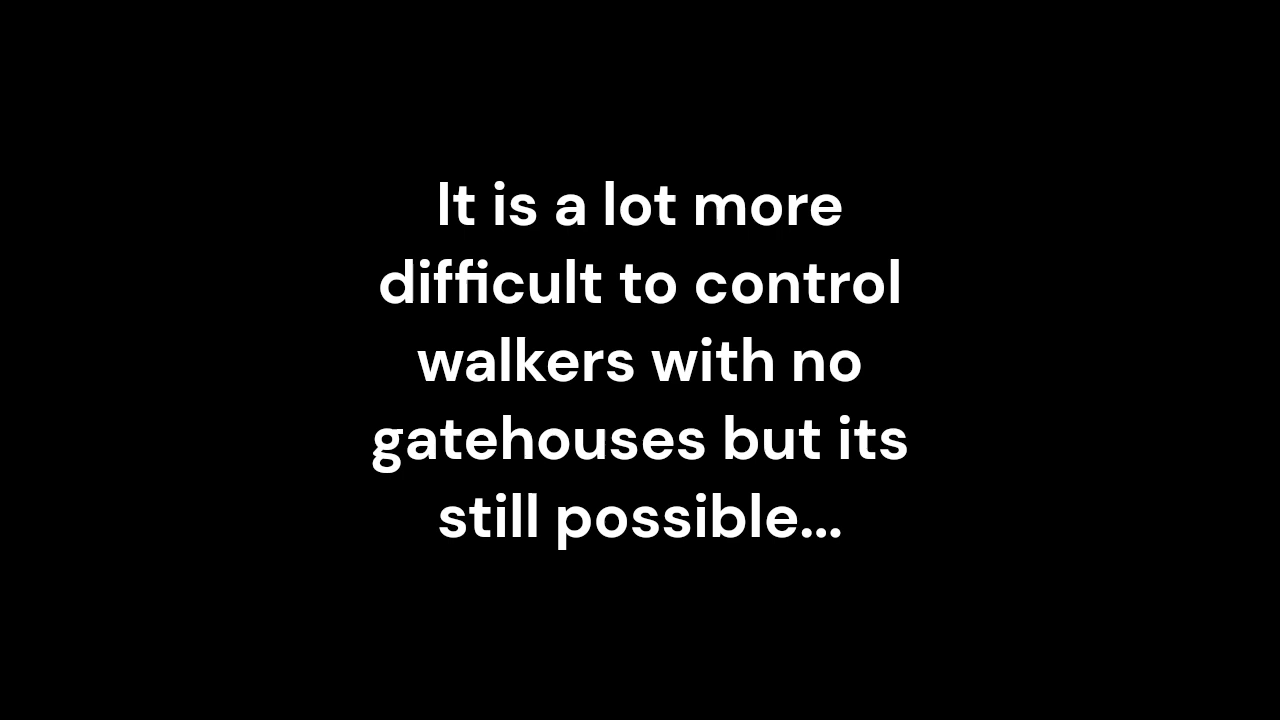 It is a lot more
difficult to control
walkers with no
gatehouses but its
still possible...